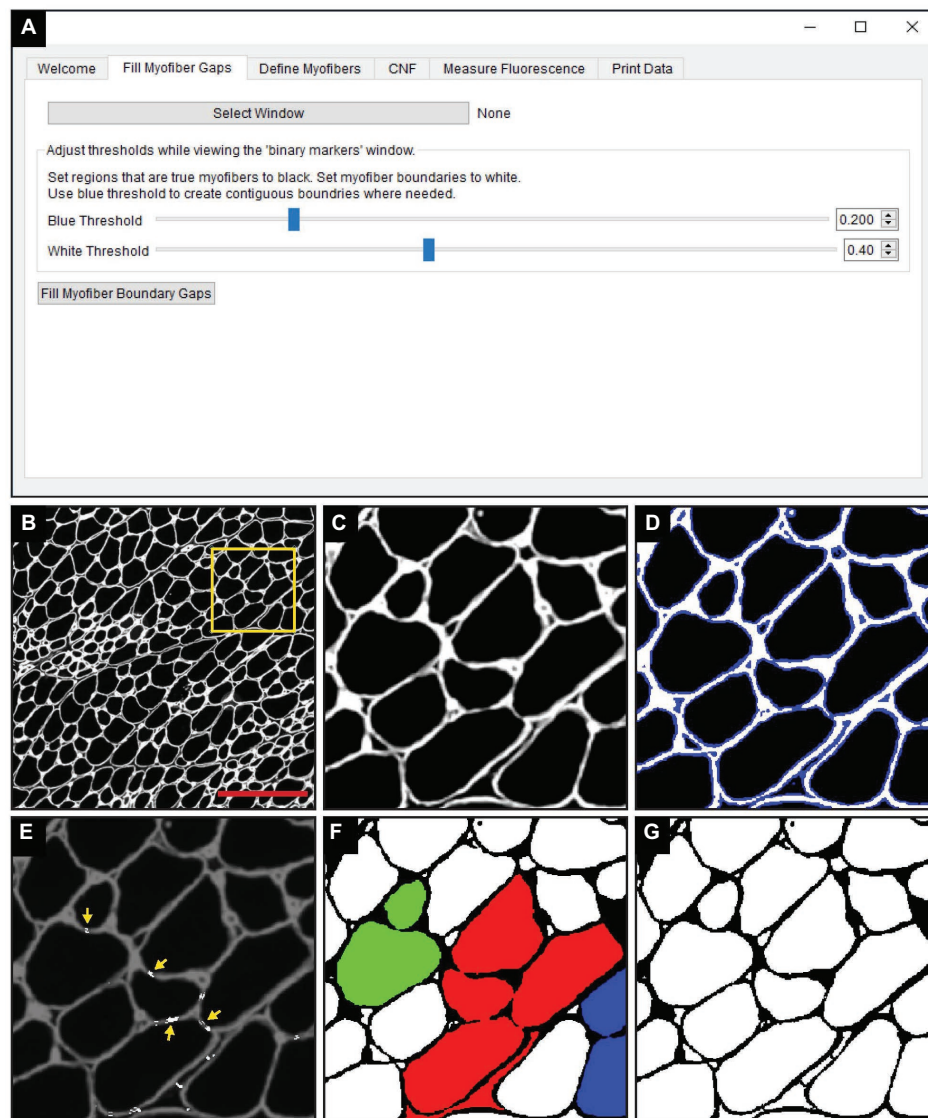 A
Welcome Fill Myofiber Gaps Define Myofibers CNF Measure Fluorescence Print Data
Select Window None
Adjust thresholds while viewing the 'binary markers' window.
Set regions that are true myofibers to black. Set myofiber boundaries to white.
Use blue threshold to create contiguous boundries where needed.
Blue Threshold 0.200
White Threshold 0.40
Fill Myofiber Boundary Gaps
B C D
E F G